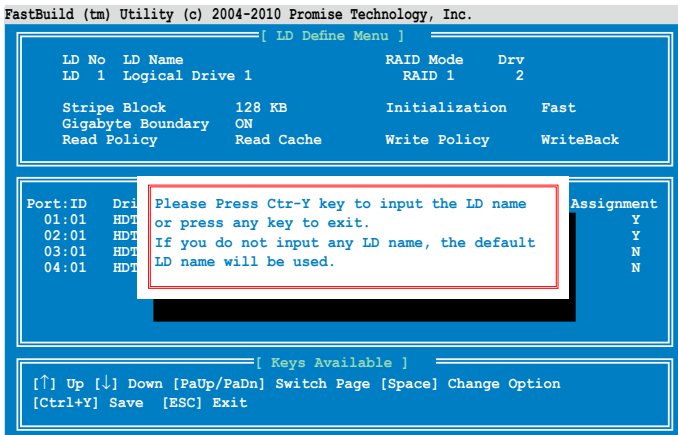 FastBuild (tm) Utility (c) 2004-2010 Promise Technology, Inc.
[ LD Define Menu ]
LD No LD Name RAID Mode Drv
LD 1 Logical Drive 1 RAID 1 2
Stripe Block 128 KB Initialization Fast
Gigabyte Boundary ON
Read Policy Read Cache Write Policy WriteBack
Port:ID Dri Assignment
01:01 HDT Y
02:01 HDT Y
03:01 HDT N
04:01 HDT N
Please Press Ctr-Y key to input the LD name
or press any key to exit.
If you do not input any LD name, the default
LD name will be used.
[ Keys Available ]
[↑] Up [↓] Down [PaUp/PaDn] Switch Page [Space] Change Option
[Ctrl+Y] Save [ESC] Exit